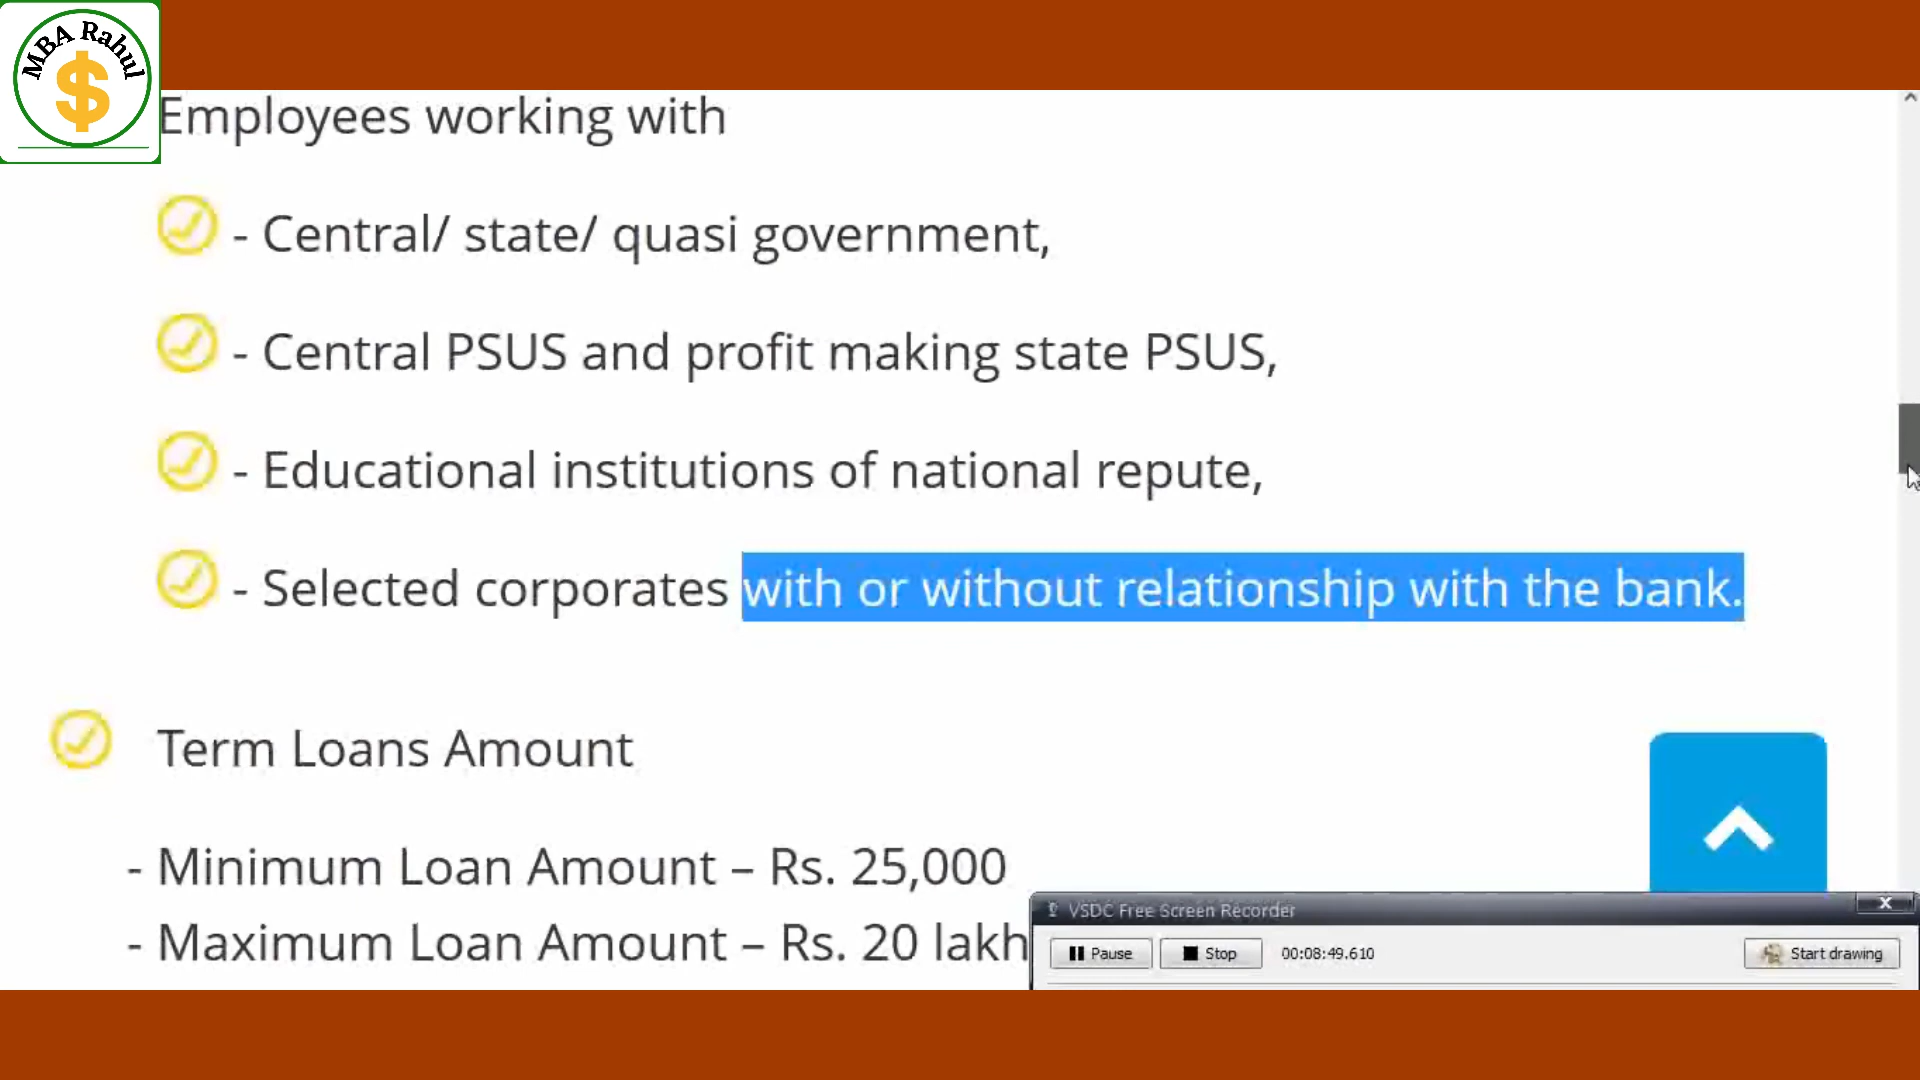 MBA Rahul
$
Employees working with
- Central/ state/ quasi government,
- Central PSUS and profit making state PSUS,
- Educational institutions of national repute,
- Selected corporates with or without relationship with the bank.
Term Loans Amount
- Minimum Loan Amount – Rs. 25,000
- Maximum Loan Amount – Rs. 20 lakh
VSDC Free Screen Recorder
Pause Stop 00:08:49.610 Start drawing